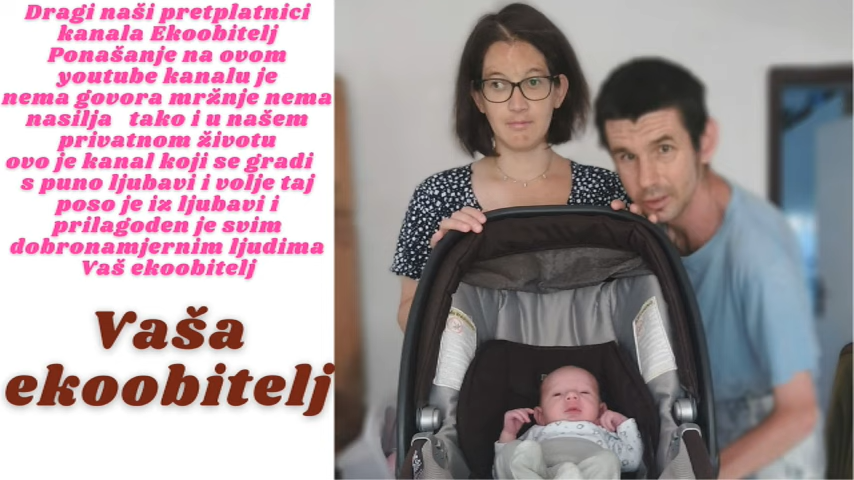 Dragi naši pretplatnici
kanala Ekoobitelj
Ponašanje na ovom
youtube kanalu je
nema govora mržnje nema
nasilja tako i u našem
privatnom životu
ovo je kanal koji se gradi
s puno ljubavi i volje taj
poso je iz ljubavi i
prilagođen je svim
dobronamjernim ljudima
Vaš ekoobitelj
Vaša
ekoobitelj